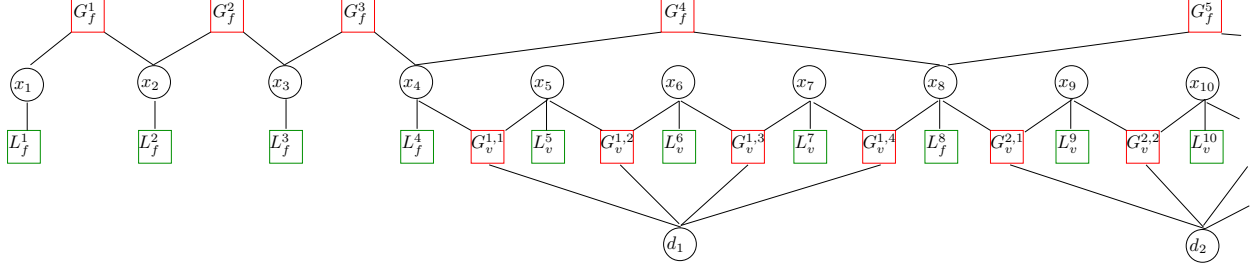 G_f^1 G_f^2 G_f^3 G_f^4 G_f^5
x_1 x_2 x_3 x_4 x_5 x_6 x_7 x_8 x_9 x_10
L_f^1 L_f^2 L_f^3 L_f^4 G_v^{1,1} L_v^5 G_v^{1,2} L_v^6 G_v^{1,3} L_v^7 G_v^{1,4} L_f^8 G_v^{2,1} L_v^9 G_v^{2,2} L_v^{10}
d_1 d_2